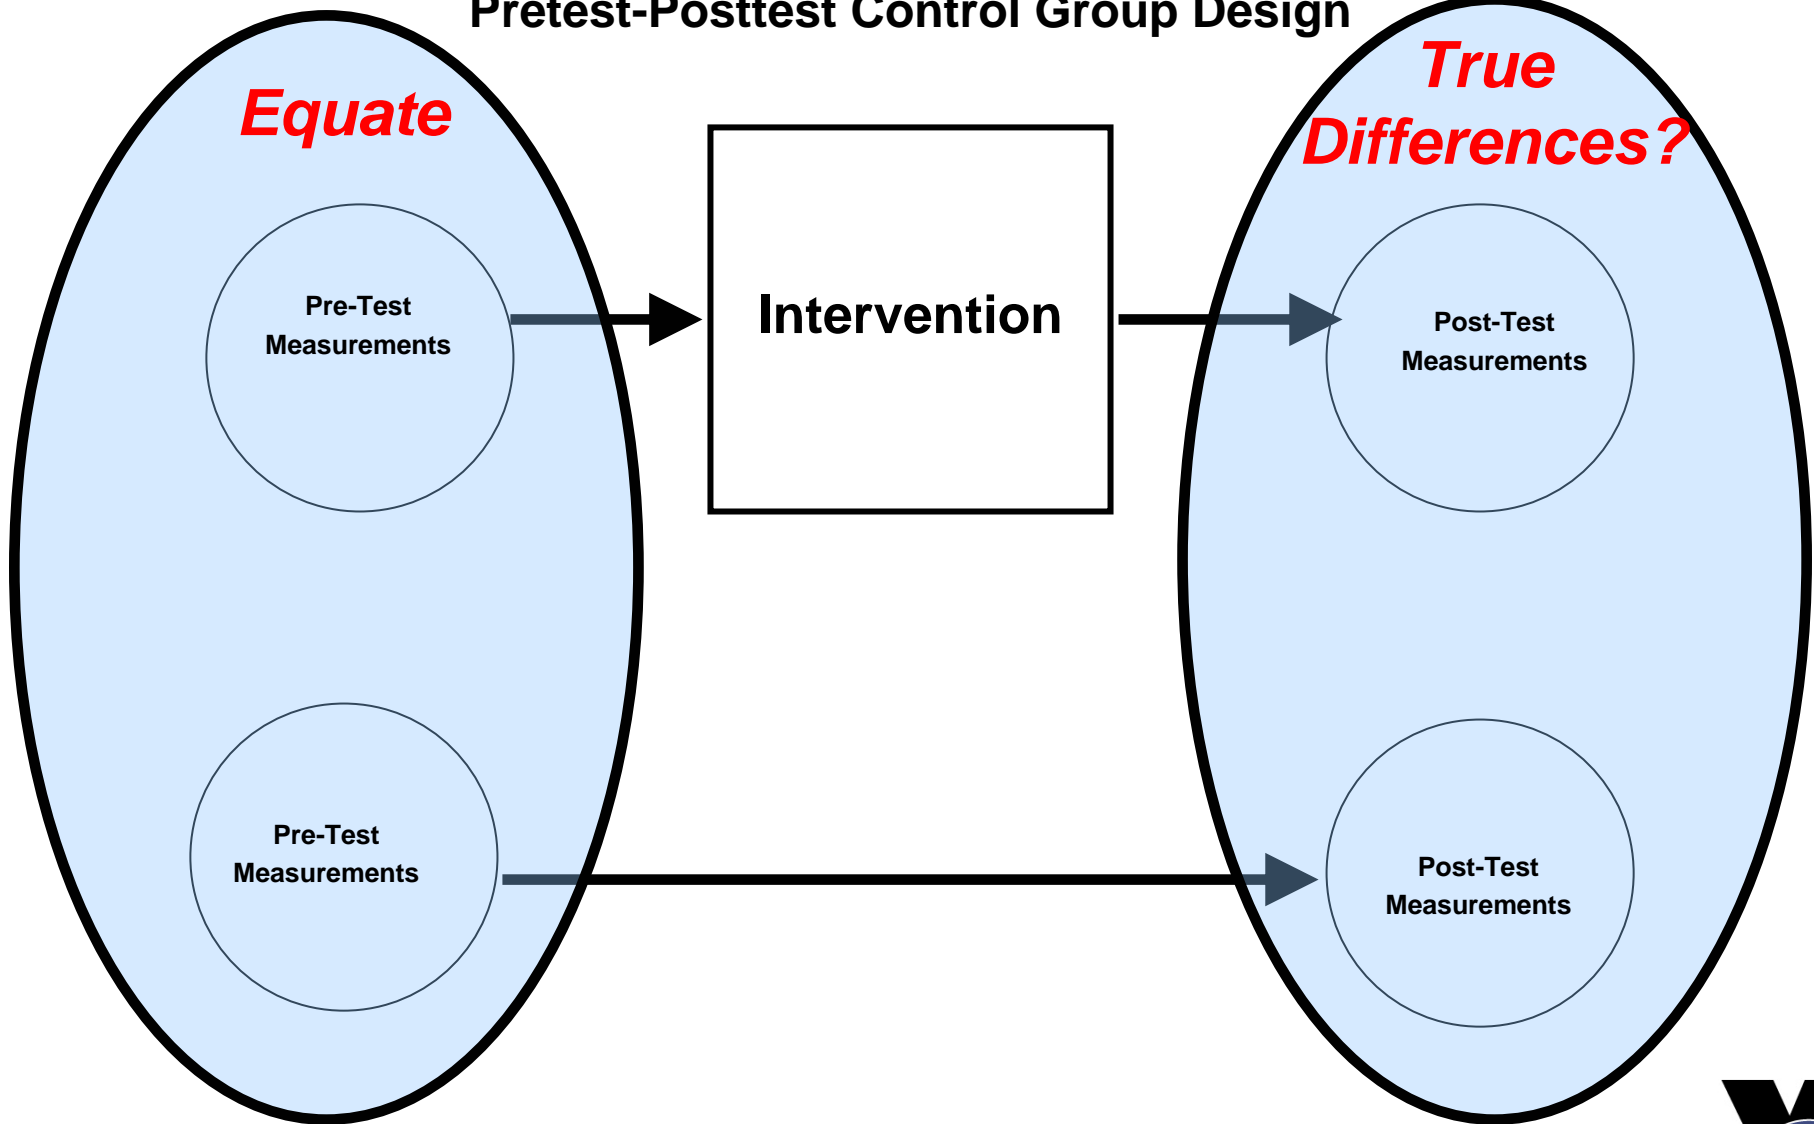 Pretest-Posttest Control Group Design
Equate
True
Differences?
Pre-Test
Measurements
Intervention
Post-Test
Measurements
Pre-Test
Measurements
Post-Test
Measurements